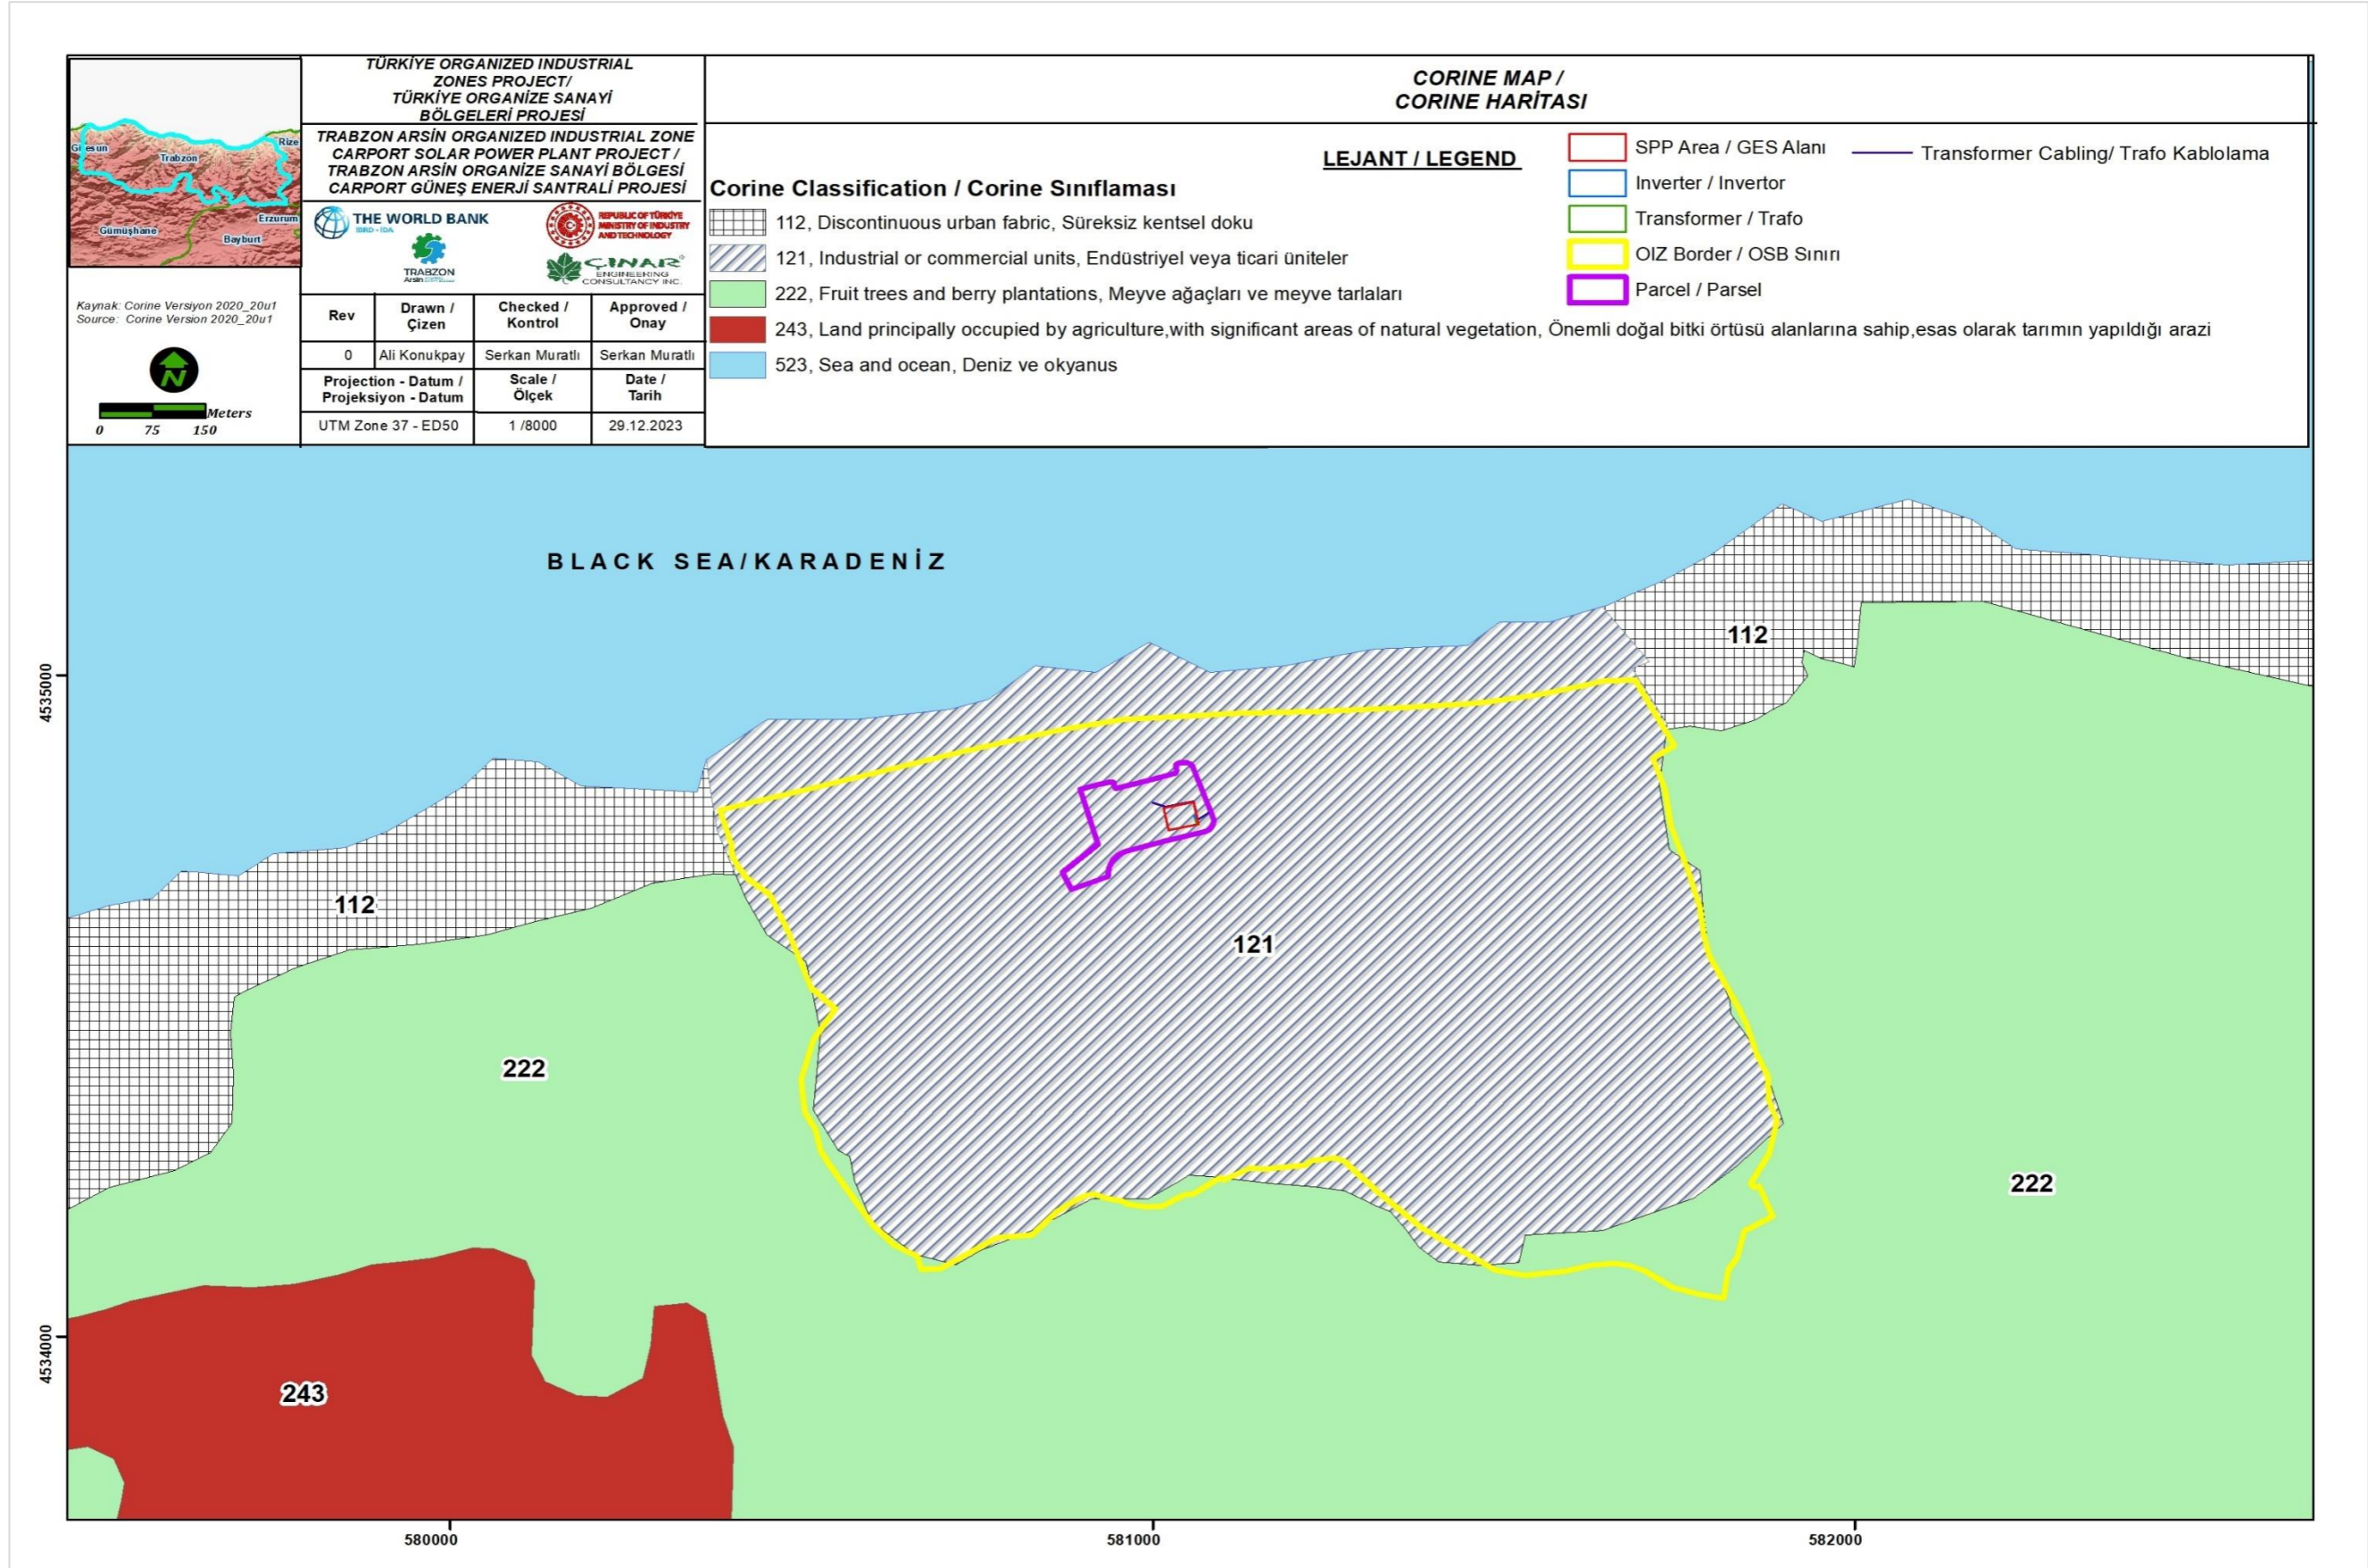 TÜRKİYE ORGANIZED INDUSTRIAL
ZONES PROJECT/
TÜRKİYE ORGANİZE SANAYİ
BÖLGELERİ PROJESİ
TRABZON ARSİN ORGANIZED INDUSTRIAL ZONE
CARPORT SOLAR POWER PLANT PROJECT /
TRABZON ARSİN ORGANİZE SANAYİ BÖLGESİ
CARPORT GÜNEŞ ENERJİ SANTRALİ PROJESİ
THE WORLD BANK
IBRD - IDA
REPUBLIC OF TÜRKİYE
MINISTRY OF INDUSTRY
AND TECHNOLOGY
TRABZON
Arsin
ÇINAR
ENGINEERING
CONSULTANCY INC.
Giresun
Trabzon
Rize
Gümüşhane
Bayburt
Erzurum
Kaynak: Corine Versiyon 2020_20u1
Source: Corine Version 2020_20u1
N
Meters
0 75 150
Rev
Drawn /
Çizen
Checked /
Kontrol
Approved /
Onay
0
Ali Konukpay
Serkan Muratlı
Serkan Muratlı
Projection - Datum /
Projeksiyon - Datum
Scale /
Ölçek
Date /
Tarih
UTM Zone 37 - ED50
1 /8000
29.12.2023
CORINE MAP /
CORINE HARİTASI
LEJANT / LEGEND
Corine Classification / Corine Sınıflaması
112, Discontinuous urban fabric, Süreksiz kentsel doku
121, Industrial or commercial units, Endüstriyel veya ticari üniteler
222, Fruit trees and berry plantations, Meyve ağaçları ve meyve tarlaları
243, Land principally occupied by agriculture,with significant areas of natural vegetation, Önemli doğal bitki örtüsü alanlarına sahip,esas olarak tarımın yapıldığı arazi
523, Sea and ocean, Deniz ve okyanus
SPP Area / GES Alanı
Inverter / Invertor
Transformer / Trafo
OIZ Border / OSB Sınırı
Parcel / Parsel
Transformer Cabling/ Trafo Kablolama
BLACK SEA/KARADENİZ
112
112
121
222
222
243
4535000
4534000
580000
581000
582000